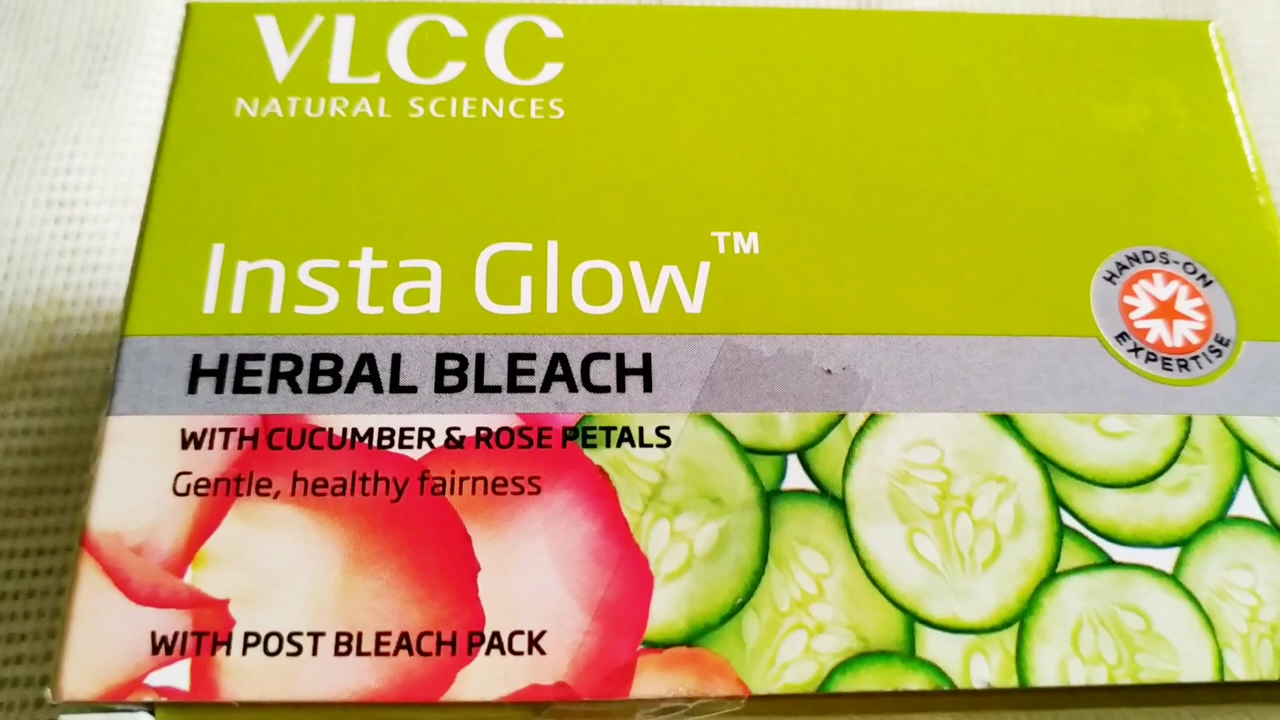 VLCC
NATURAL SCIENCES
Insta Glow™
HANDS-ON
EXPERTISE
HERBAL BLEACH
WITH CUCUMBER & ROSE PETALS
Gentle, healthy fairness
WITH POST BLEACH PACK